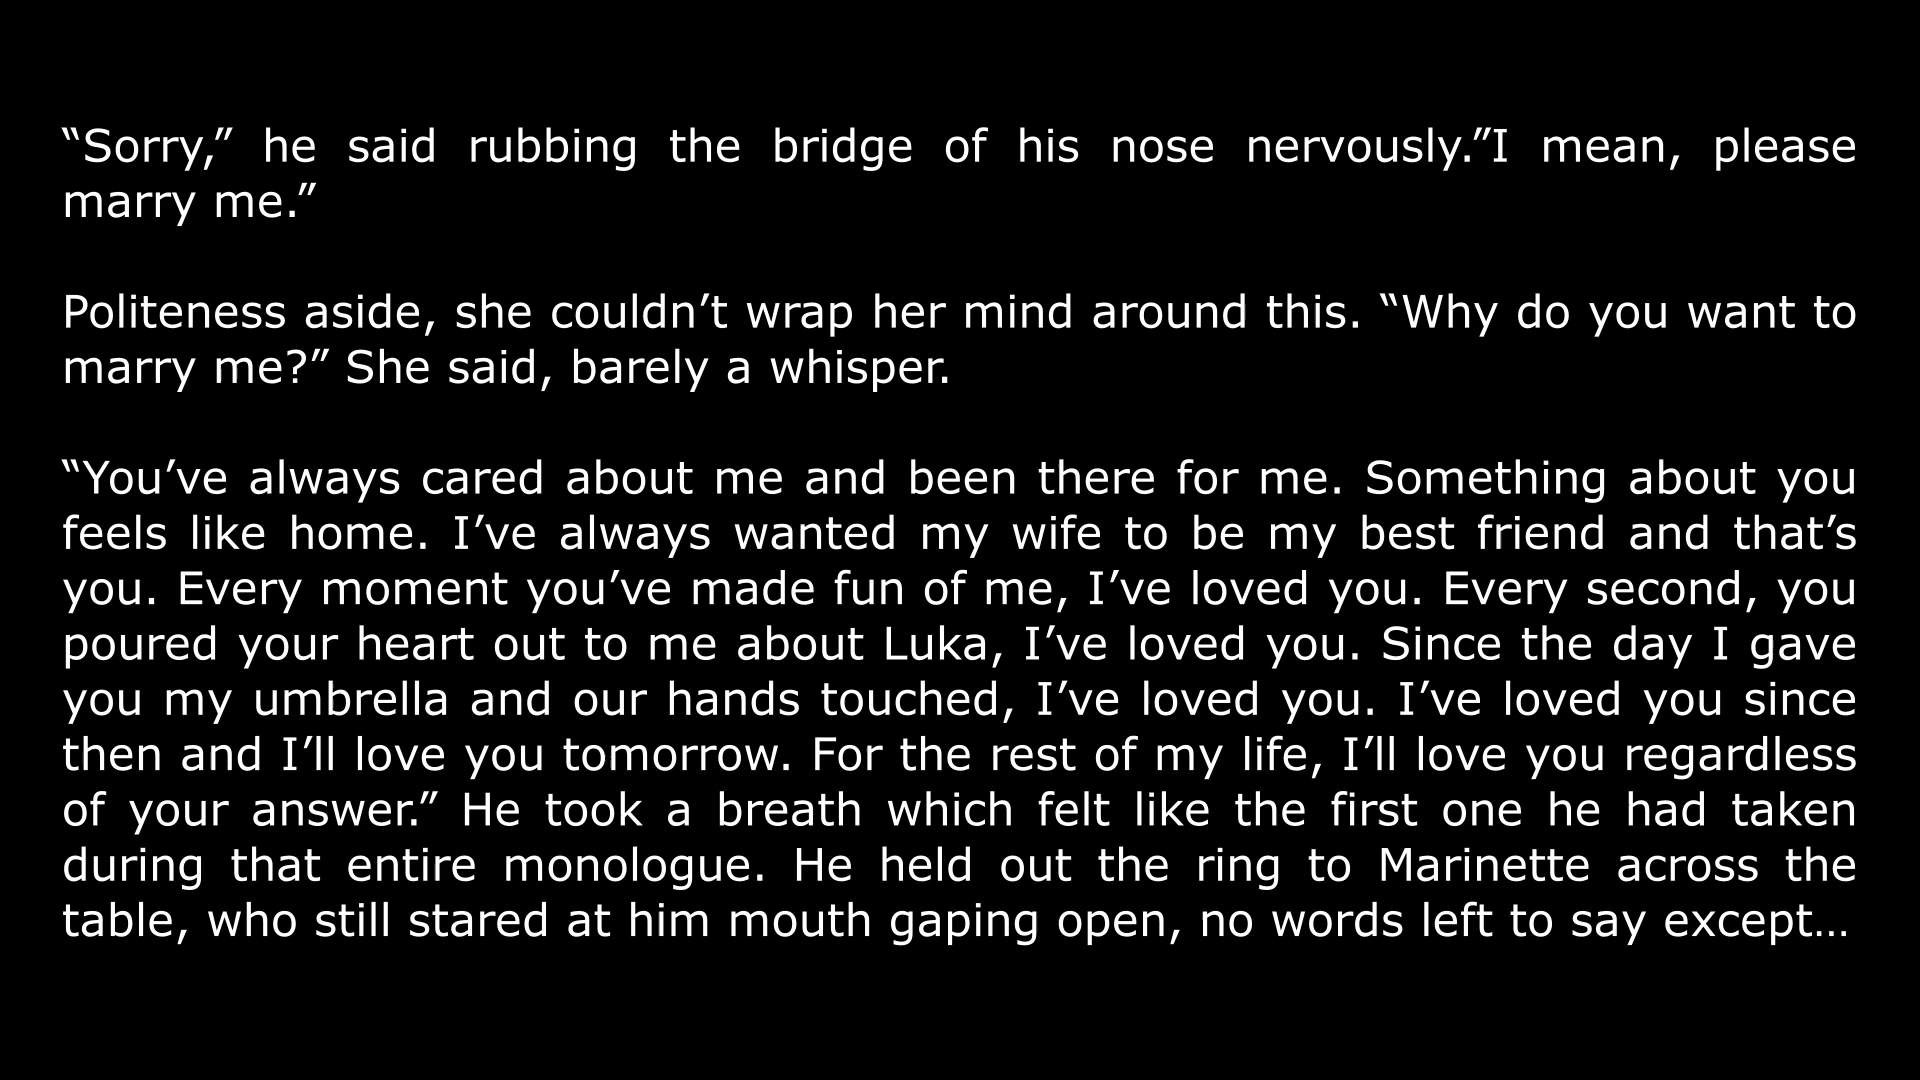 “Sorry,” he said rubbing the bridge of his nose nervously.”I mean, please
marry me.”
Politeness aside, she couldn’t wrap her mind around this. “Why do you want to
marry me?” She said, barely a whisper.
“You’ve always cared about me and been there for me. Something about you
feels like home. I’ve always wanted my wife to be my best friend and that’s
you. Every moment you’ve made fun of me, I’ve loved you. Every second, you
poured your heart out to me about Luka, I’ve loved you. Since the day I gave
you my umbrella and our hands touched, I’ve loved you. I’ve loved you since
then and I’ll love you tomorrow. For the rest of my life, I’ll love you regardless
of your answer.” He took a breath which felt like the first one he had taken
during that entire monologue. He held out the ring to Marinette across the
table, who still stared at him mouth gaping open, no words left to say except…